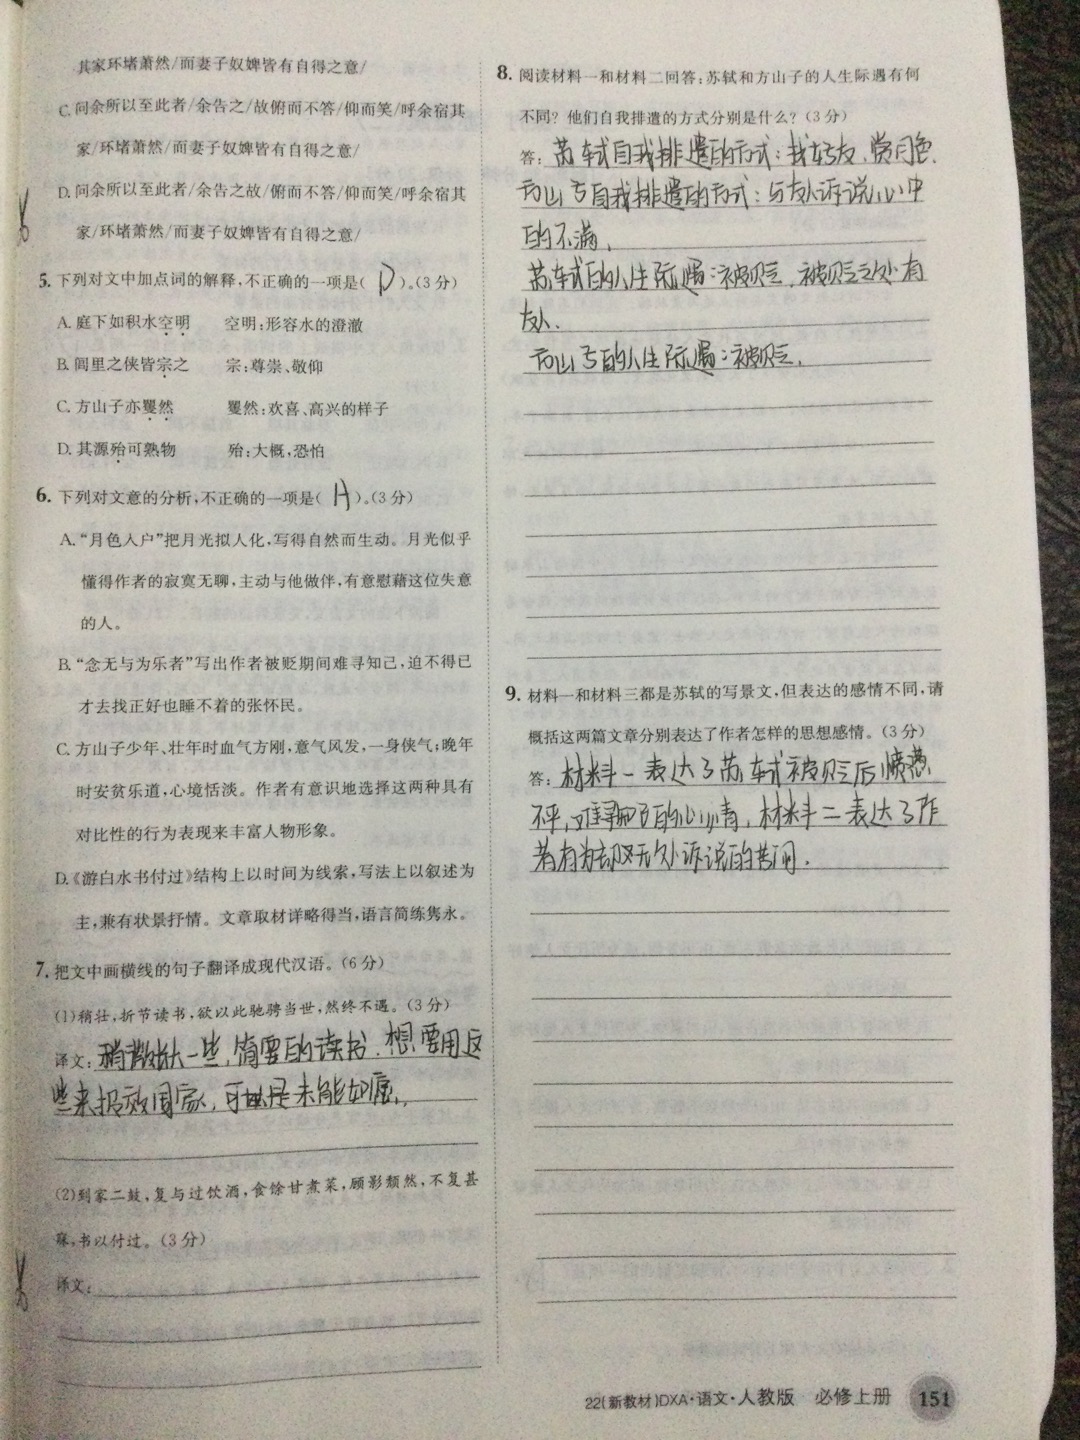 其家环堵萧然/而妻子奴婢皆有自得之意/
C.问余所以至此者/余告之/故俯而不答/仰而笑/呼余宿其
家/环堵萧然/而妻子奴婢皆有自得之意/
D.问余所以至此者/余告之故/俯而不答/仰而笑/呼余宿其
家/环堵萧然/而妻子奴婢皆有自得之意/
5.下列对文中加点词的解释,不正确的一项是( D )。(3分)
A.庭下如积水空明 空明:形容水的澄澈
B.闾里之侠皆宗之 宗:尊崇、敬仰
C.方山子亦矍然 矍然:欢喜、高兴的样子
D.其源殆可熟物 殆:大概,恐怕
6.下列对文意的分析,不正确的一项是( A )。(3分)
A.“月色入户”把月光拟人化,写得自然而生动。月光似乎
懂得作者的寂寞无聊,主动与他做伴,有意慰藉这位失意
的人。
B.“念无与为乐者”写出作者被贬期间难寻知己,迫不得已
才去找正好也睡不着的张怀民。
C.方山子少年、壮年时血气方刚,意气风发,一身侠气;晚年
时安贫乐道,心境恬淡。作者有意识地选择这两种具有
对比性的行为表现来丰富人物形象。
D.《游白水书付过》结构上以时间为线索,写法上以叙述为
主,兼有状景抒情。文章取材详略得当,语言简练隽永。
7.把文中画横线的句子翻译成现代汉语。(6分)
(1)稍壮,折节读书,欲以此驰骋当世,然终不遇。(3分)
译文:稍微长大一些,简要的读书.想要用这
些来报效国家,可也是未能如愿.
(2)到家二鼓,复与过饮酒,食馀甘煮菜,顾影颓然,不复甚
寐,书以付过。(3分)
译文:
8.阅读材料一和材料二回答:苏轼和方山子的人生际遇有何
不同?他们自我排遣的方式分别是什么?(3分)
答:苏轼自我排遣的方式:找好友,赏月色.
方山子自我排遣的方式:与友人诉说心中
的不满,
苏轼的人生际遇:被贬,被贬之处有
友人.
方山子的人生际遇:被贬.
9.材料一和材料三都是苏轼的写景文,但表达的感情不同,请
概括这两篇文章分别表达了作者怎样的思想感情。(3分)
答:材料一表达了苏轼被贬后愤懑
不平,的心情,材料二表达了作
者有为却又无处诉说的苦闷.
22(新教材)DXA·语文·人教版 必修上册 151